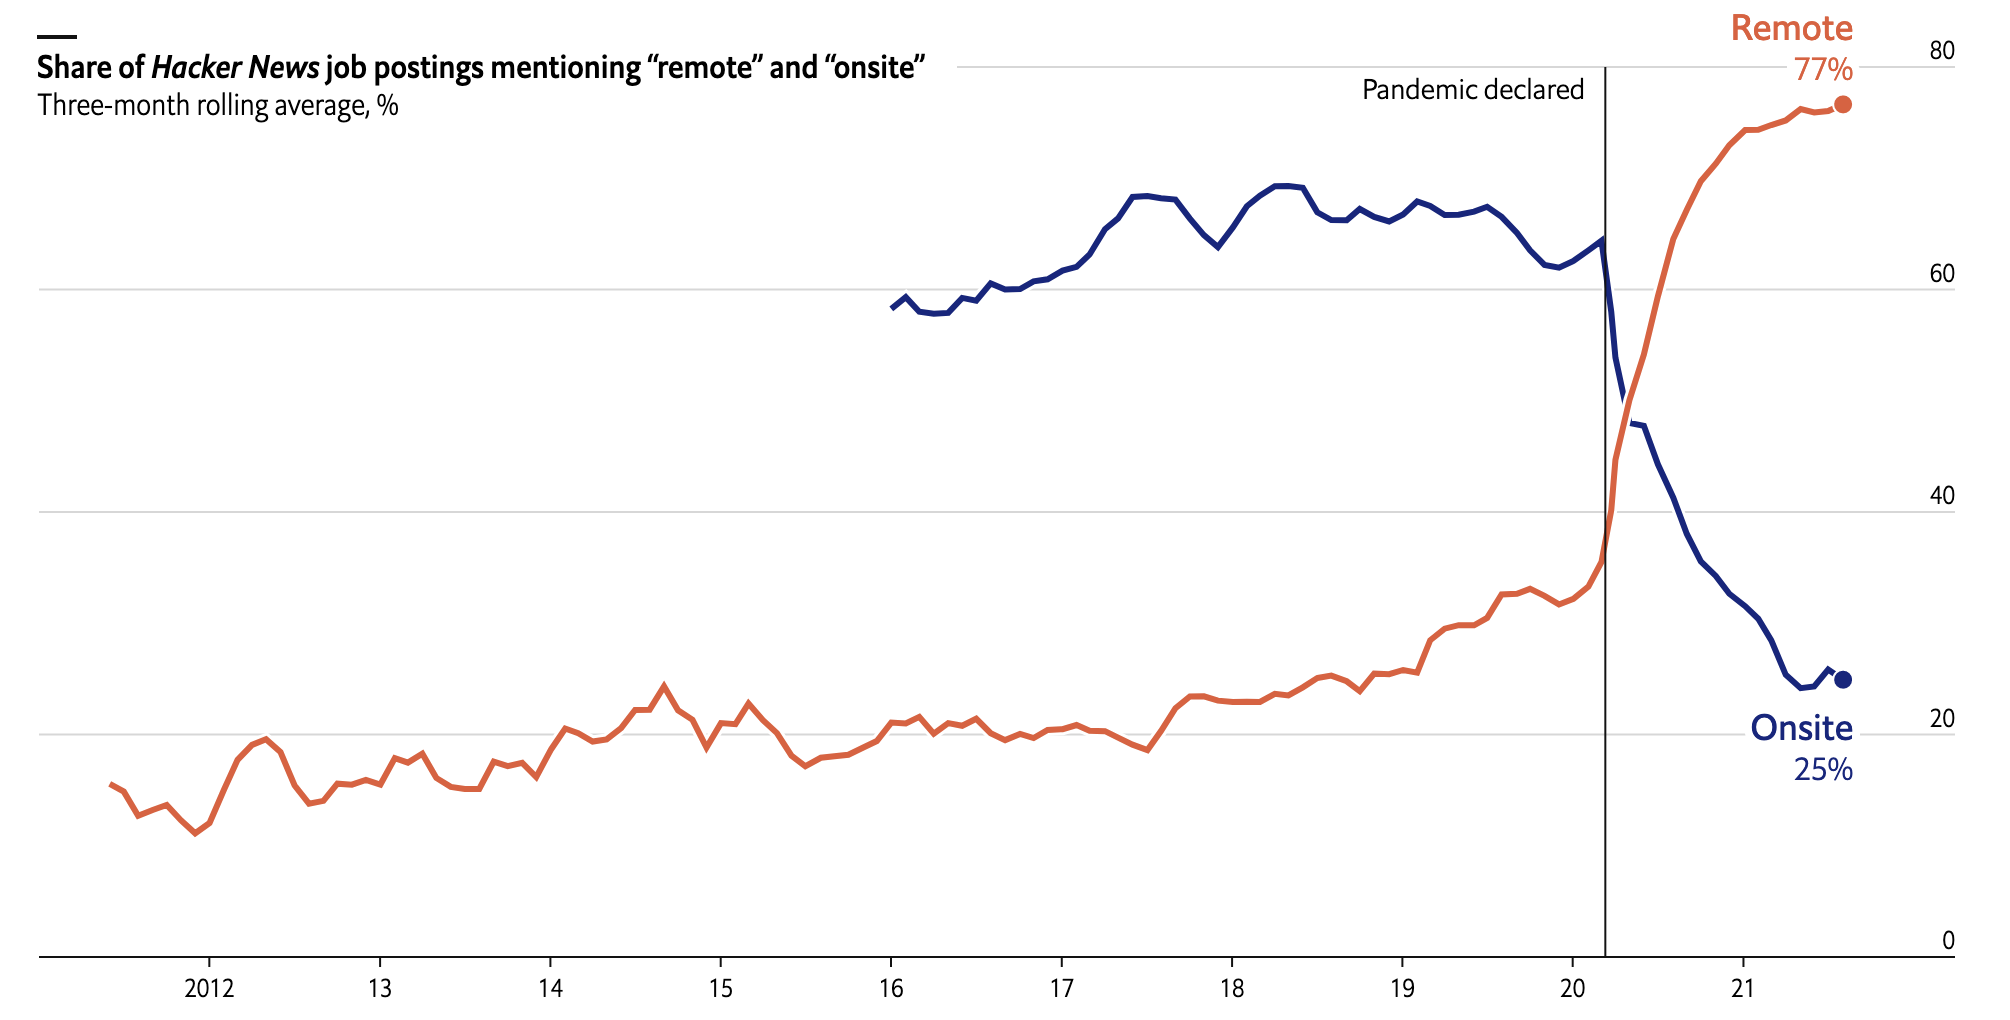 Share of Hacker News job postings mentioning “remote” and “onsite”
Three-month rolling average, %
Remote
77%
Pandemic declared
80
60
40
20
0
Onsite
25%
2012 13 14 15 16 17 18 19 20 21